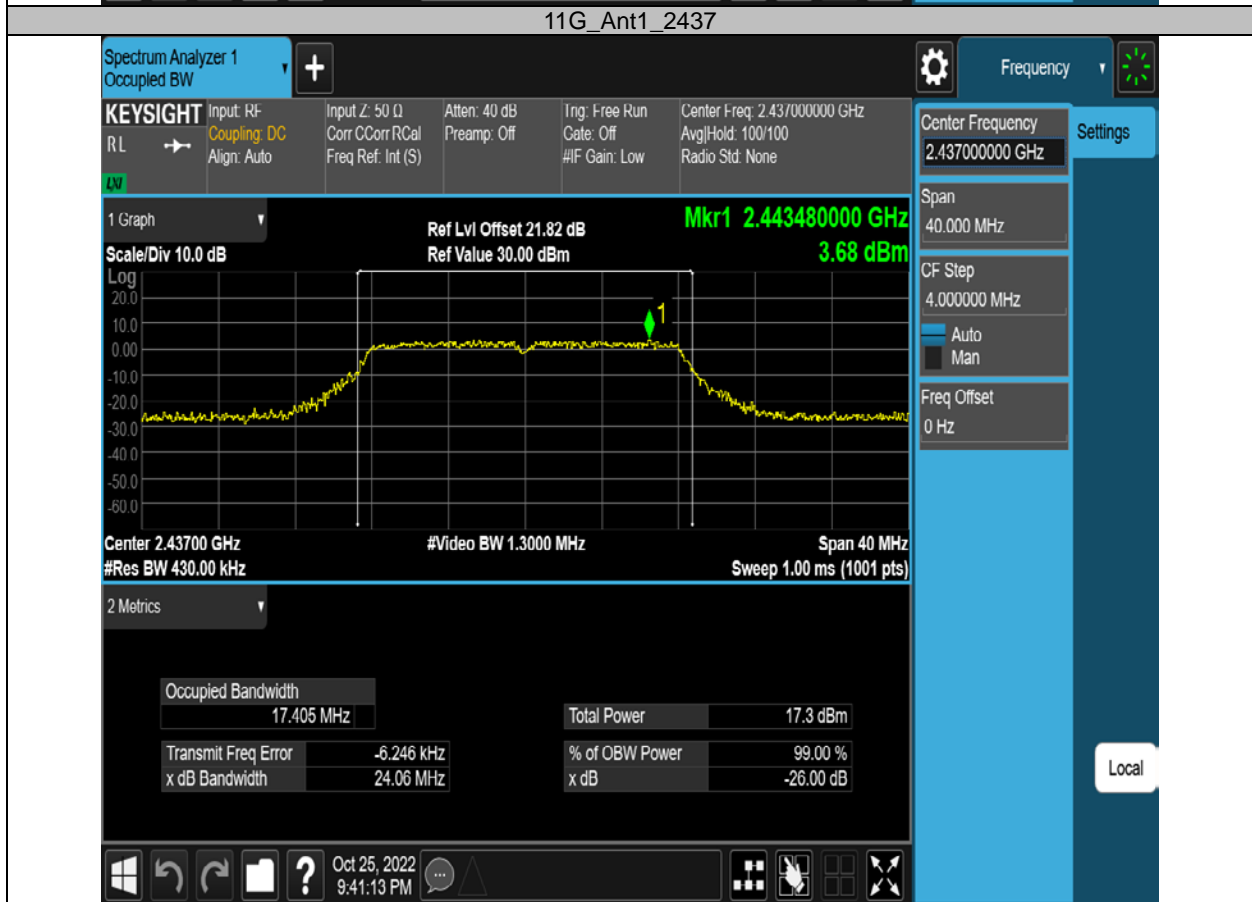 11G_Ant1_2437
Spectrum Analyzer 1
Occupied BW
+
Frequency
KEYSIGHT
RL
LXI
Input: RF
Coupling: DC
Align: Auto
Input Z: 50 Ω
Corr CCorr RCal
Freq Ref: Int (S)
Atten: 40 dB
Preamp: Off
Trig: Free Run
Gate: Off
#IF Gain: Low
Center Freq: 2.437000000 GHz
Avg|Hold: 100/100
Radio Std: None
Center Frequency
2.437000000 GHz
Settings
Span
40.000 MHz
CF Step
4.000000 MHz
Auto
Man
Freq Offset
0 Hz
1 Graph
Scale/Div 10.0 dB
Ref Lvl Offset 21.82 dB
Ref Value 30.00 dBm
Mkr1 2.443480000 GHz
3.68 dBm
Log
20.0
10.0
0.00
-10.0
-20.0
-30.0
-40.0
-50.0
-60.0
1
Center 2.43700 GHz
#Res BW 430.00 kHz
#Video BW 1.3000 MHz
Span 40 MHz
Sweep 1.00 ms (1001 pts)
2 Metrics
Occupied Bandwidth
17.405 MHz
Total Power 17.3 dBm
Transmit Freq Error -6.246 kHz
% of OBW Power 99.00 %
x dB Bandwidth 24.06 MHz
x dB -26.00 dB
Local
?
Oct 25, 2022
9:41:13 PM